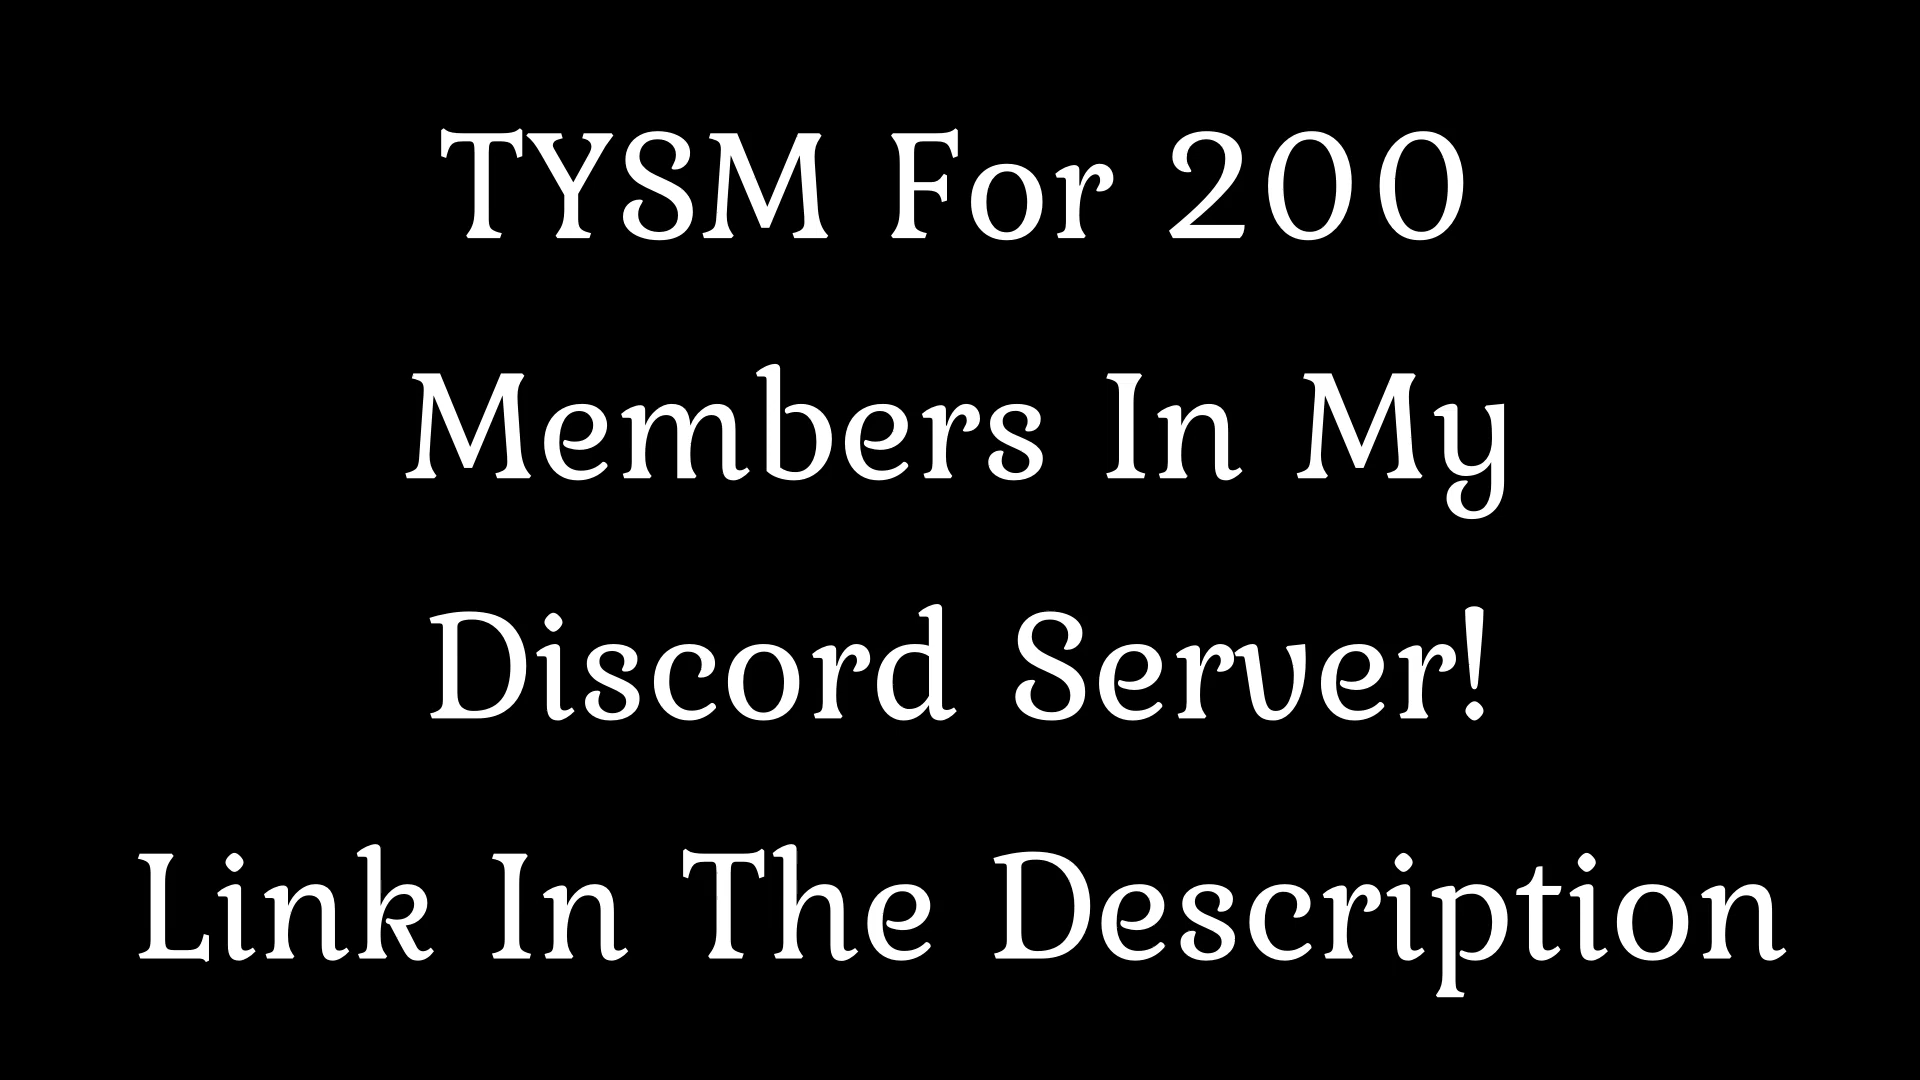 TYSM For 200
Members In My
Discord Server!
Link In The Description